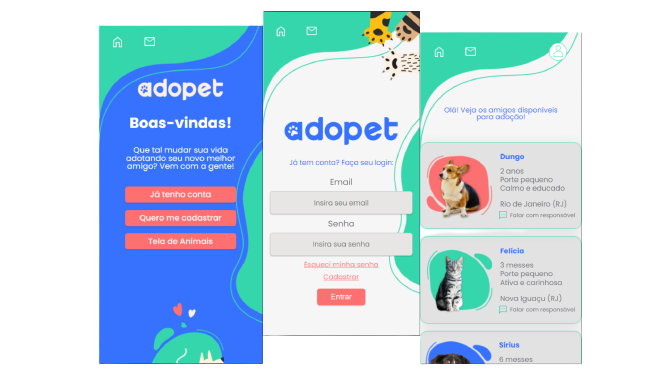 adopet
Boas-vindas!
Que tal mudar sua vida
adotando seu novo melhor
amigo? Vem com a gente!
Já tenho conta
Quero me cadastrar
Tela de Animais
adopet
Já tem conta? Faça seu login:
Email
Insira seu email
Senha
Insira sua senha
Esqueci minha senha
Cadastrar
Entrar
Olá! Veja os amigos disponíveis
para adoção!
Dungo
2 anos
Porte pequeno
Calmo e educado
Rio de Janeiro (RJ)
Falar com responsável
Felicia
3 messes
Porte pequeno
Ativa e carinhosa
Nova Iguaçu (RJ)
Falar com responsável
Sirius
6 messes